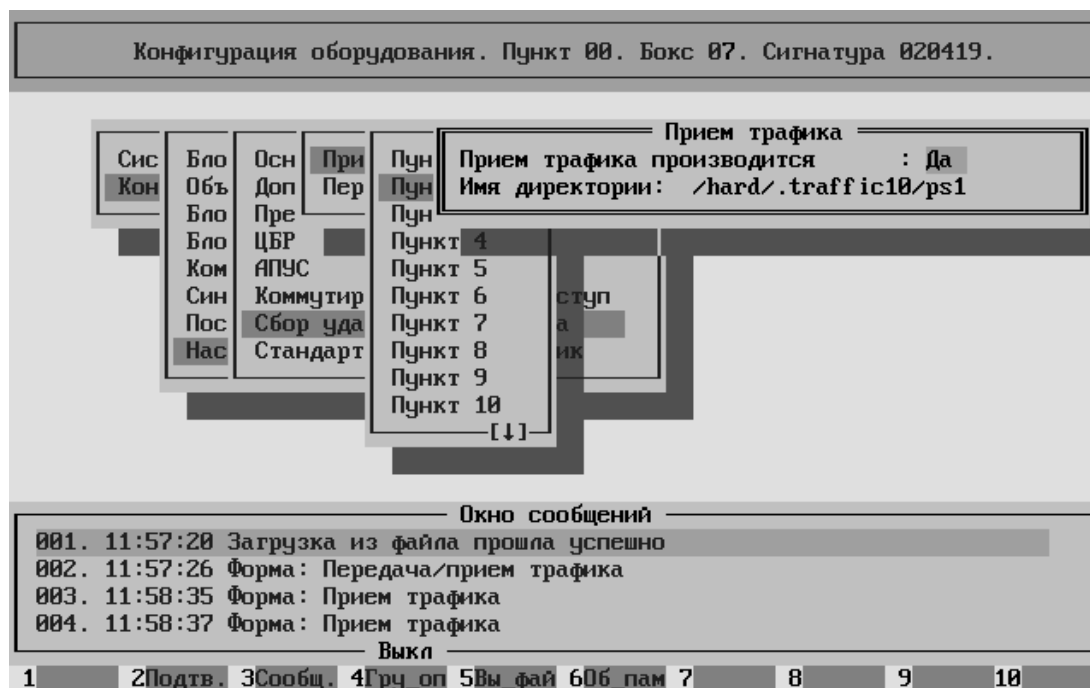 Конфигурация оборудования. Пункт 00. Бокс 07. Сигнатура 020419.
Прием трафика
Сис Бло Осн При Пун Прием трафика производится : Да
Кон Объ Доп Пер Пун Имя директории: /hard/.traffic10/ps1
Бло Пре Пун
Бло ЦБР Пункт 4
Ком АПУС Пункт 5
Син Коммутир Пункт 6 ступ
Пос Сбор уда Пункт 7 а
Нас Стандарт Пункт 8 ик
Пункт 9
Пункт 10
[↓]
Окно сообщений
001. 11:57:20 Загрузка из файла прошла успешно
002. 11:57:26 Форма: Передача/прием трафика
003. 11:58:35 Форма: Прием трафика
004. 11:58:37 Форма: Прием трафика
Выкл
1 2Подтв. 3Сообщ. 4Гру_оп 5Вы_фай 6Об_пам 7 8 9 10